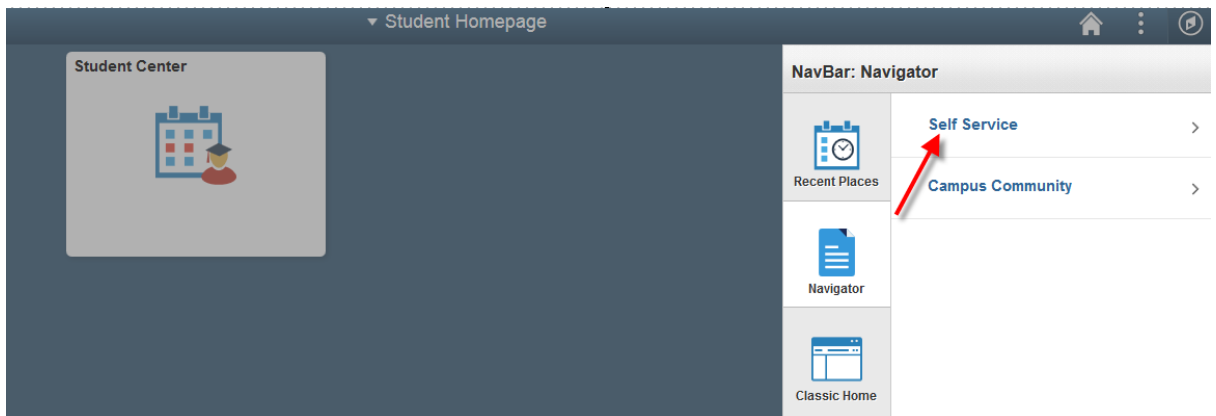 Student Homepage
Student Center
NavBar: Navigator
Recent Places
Self Service
Campus Community
Navigator
Classic Home